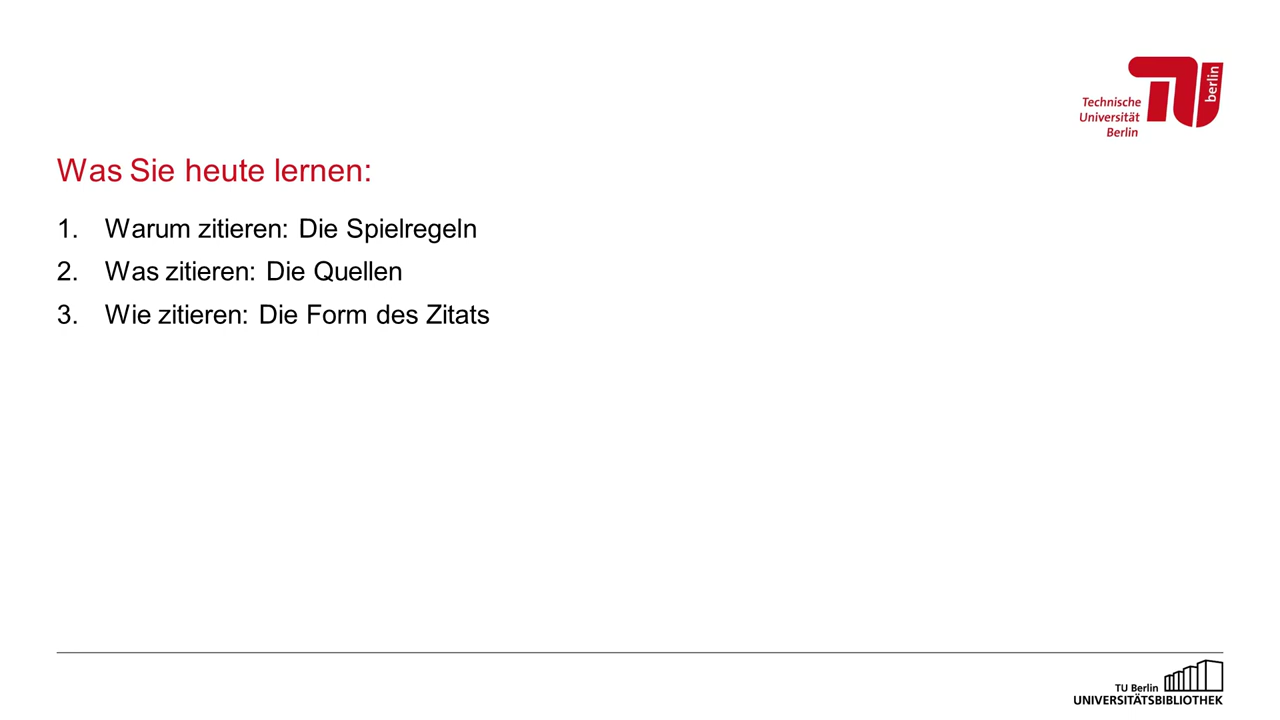 berlin
Technische
Universität
Berlin
Was Sie heute lernen:
1. Warum zitieren: Die Spielregeln
2. Was zitieren: Die Quellen
3. Wie zitieren: Die Form des Zitats
TU Berlin
UNIVERSITÄTSBIBLIOTHEK